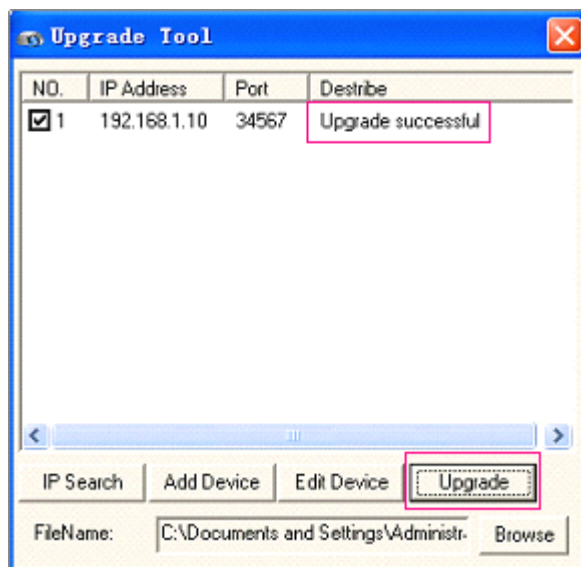 Upgrade Tool
NO. IP Address Port Destribe
1 192.168.1.10 34567 Upgrade successful
IP Search Add Device Edit Device Upgrade
FileName: C:\Documents and Settings\Administr. Browse